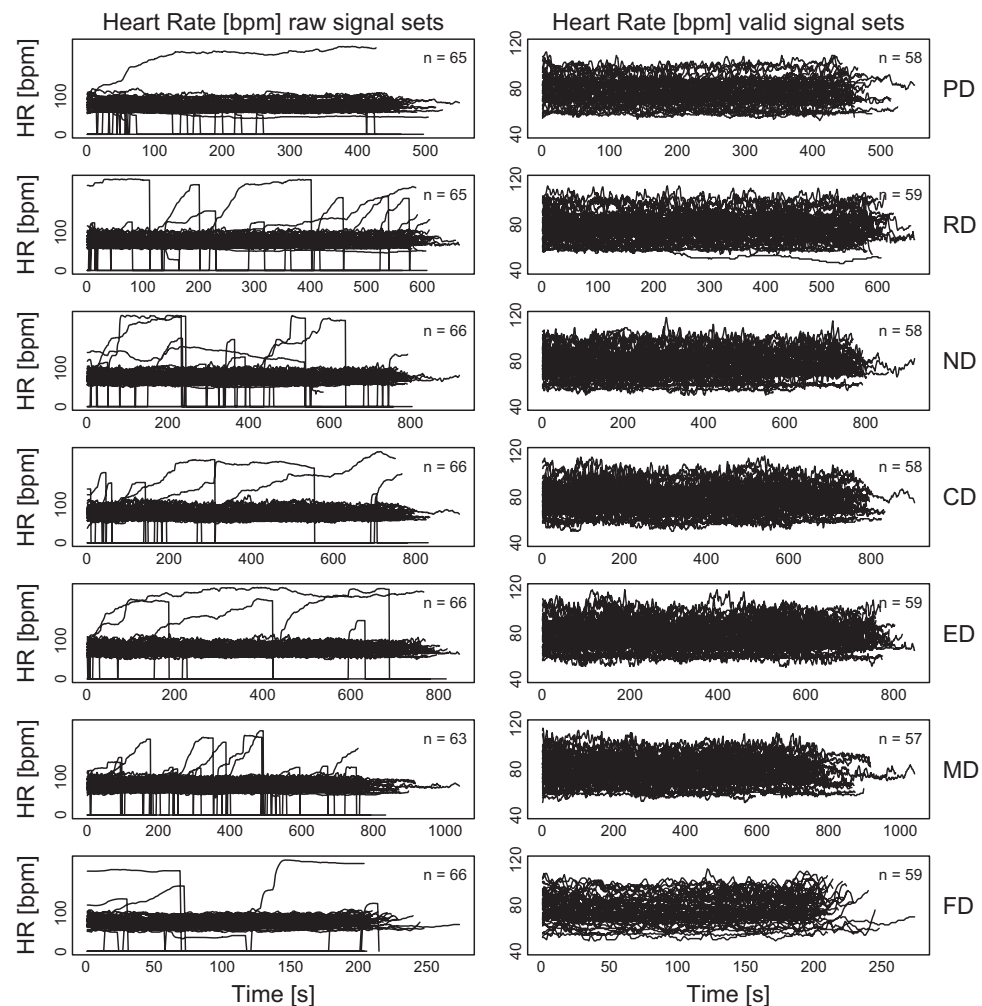 Heart Rate [bpm] raw signal sets Heart Rate [bpm] valid signal sets
HR [bpm] 0 100 n = 65 40 80 120 n = 58 PD
0 100 200 300 400 500 0 100 200 300 400 500
HR [bpm] 0 100 n = 65 40 80 120 n = 59 RD
0 100 200 300 400 500 600 0 100 200 300 400 500 600
HR [bpm] 0 100 n = 66 40 80 120 n = 58 ND
0 200 400 600 800 0 200 400 600 800
HR [bpm] 0 100 n = 66 40 80 120 n = 58 CD
0 200 400 600 800 0 200 400 600 800
HR [bpm] 0 100 n = 66 40 80 120 n = 59 ED
0 200 400 600 800 0 200 400 600 800
HR [bpm] 0 100 n = 63 40 80 120 n = 57 MD
0 200 400 600 800 1000 0 200 400 600 800 1000
HR [bpm] 0 100 n = 66 40 80 120 n = 59 FD
0 50 100 150 200 250 0 50 100 150 200 250
Time [s] Time [s]